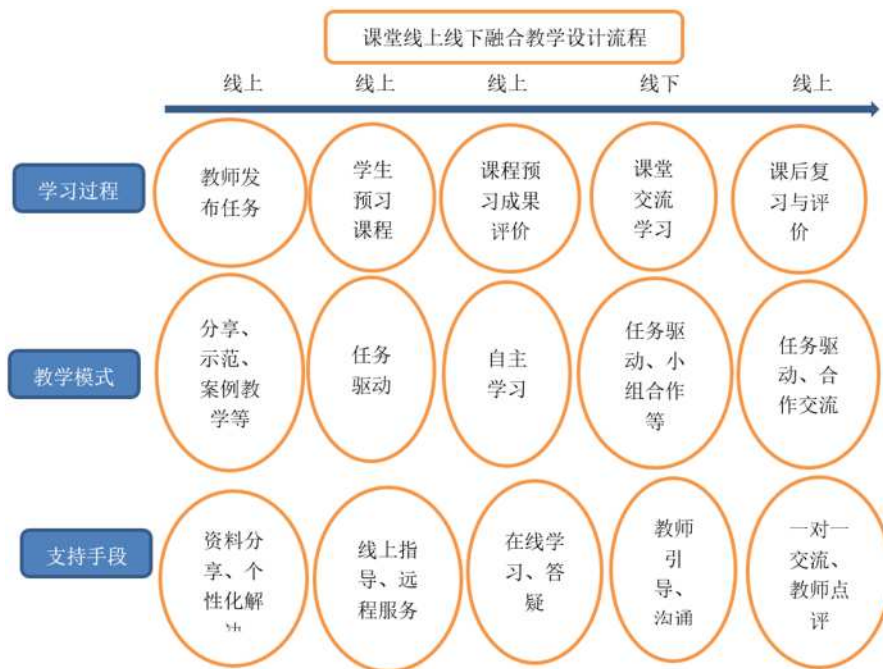 课堂线上线下融合教学设计流程
线上
线上
线上
线下
线上
学习过程
教师发
布任务
学生
预习
课程
课程预
习成果
评价
课堂
交流
学习
课后复
习与评
价
教学模式
分享、
示范、
案例教
学等
任务
驱动
自主
学习
任务驱
动、小
组合作
等
任务驱
动、合
作交流
支持手段
资料分
享、个
性化解
线上指
导、远
程服务
在线学
习、答
疑
教师
引
导、
沟通
一对一
交流、
教师点
评